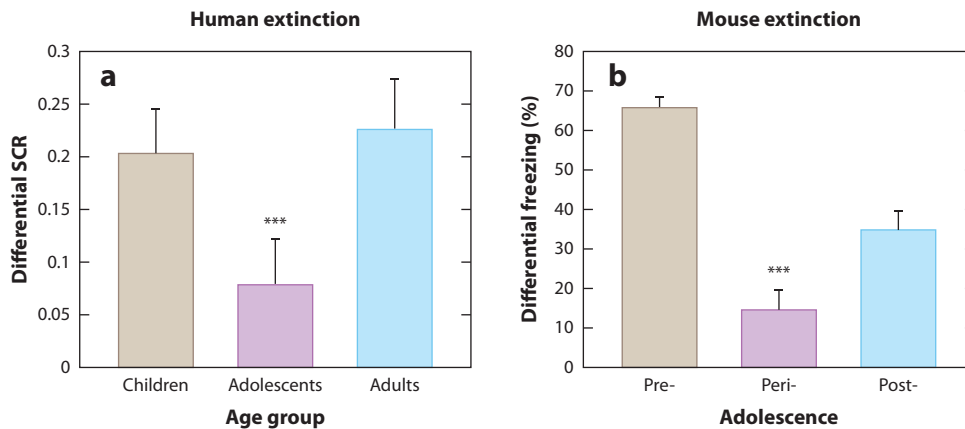 Human extinction
a
Differential SCR
0.3
0.25
0.2
0.15
0.1
0.05
0
***
Children Adolescents Adults
Age group
Mouse extinction
b
Differential freezing (%)
80
70
60
50
40
30
20
10
0
***
Pre- Peri- Post-
Adolescence